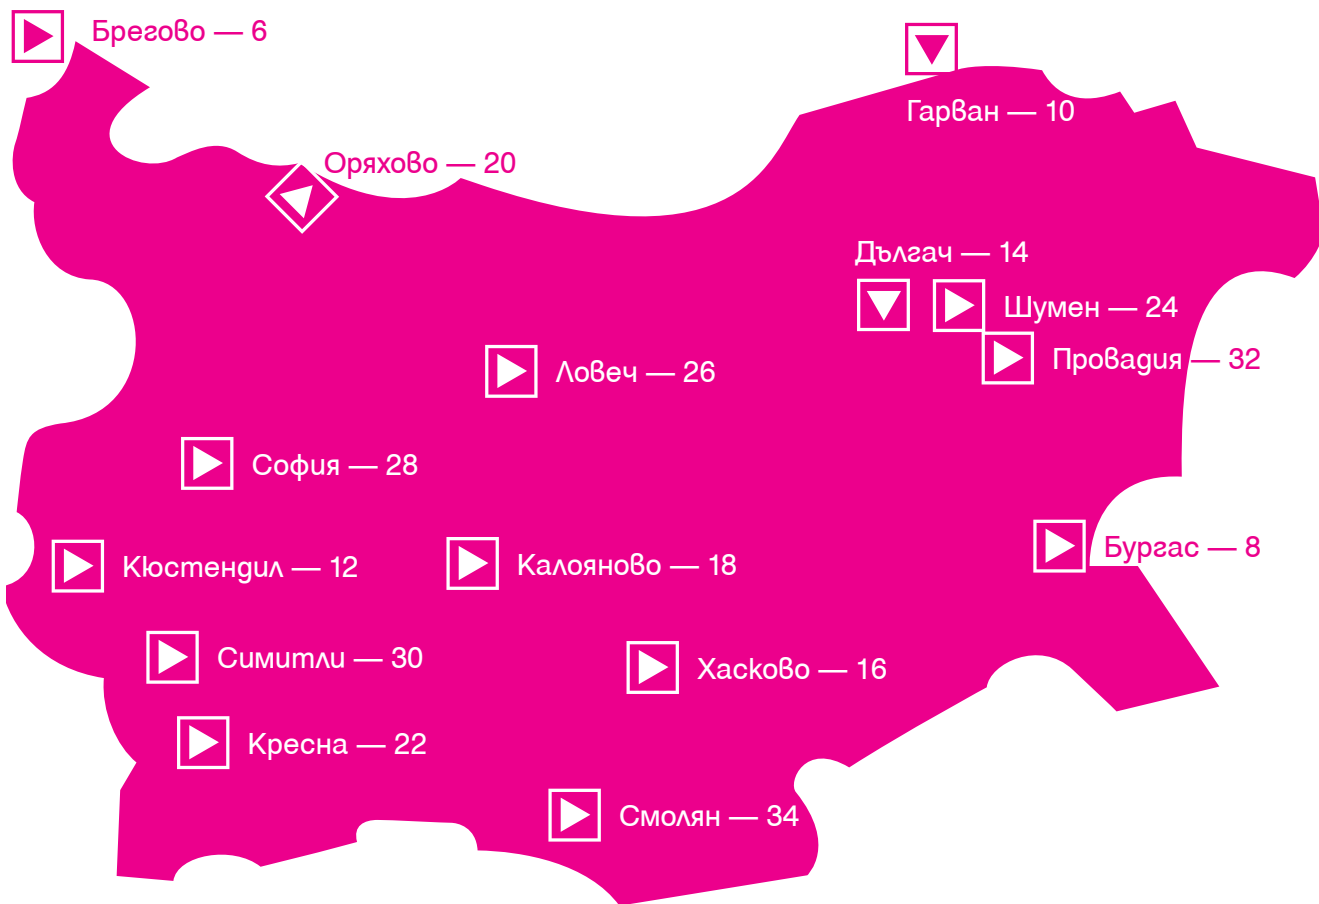 Брегово — 6
Гарван — 10
Оряхово — 20
Дългач — 14
Шумен — 24
Провадия — 32
Ловеч — 26
София — 28
Бургас — 8
Кюстендил — 12
Калояново — 18
Симитли — 30
Хасково — 16
Кресна — 22
Смолян — 34